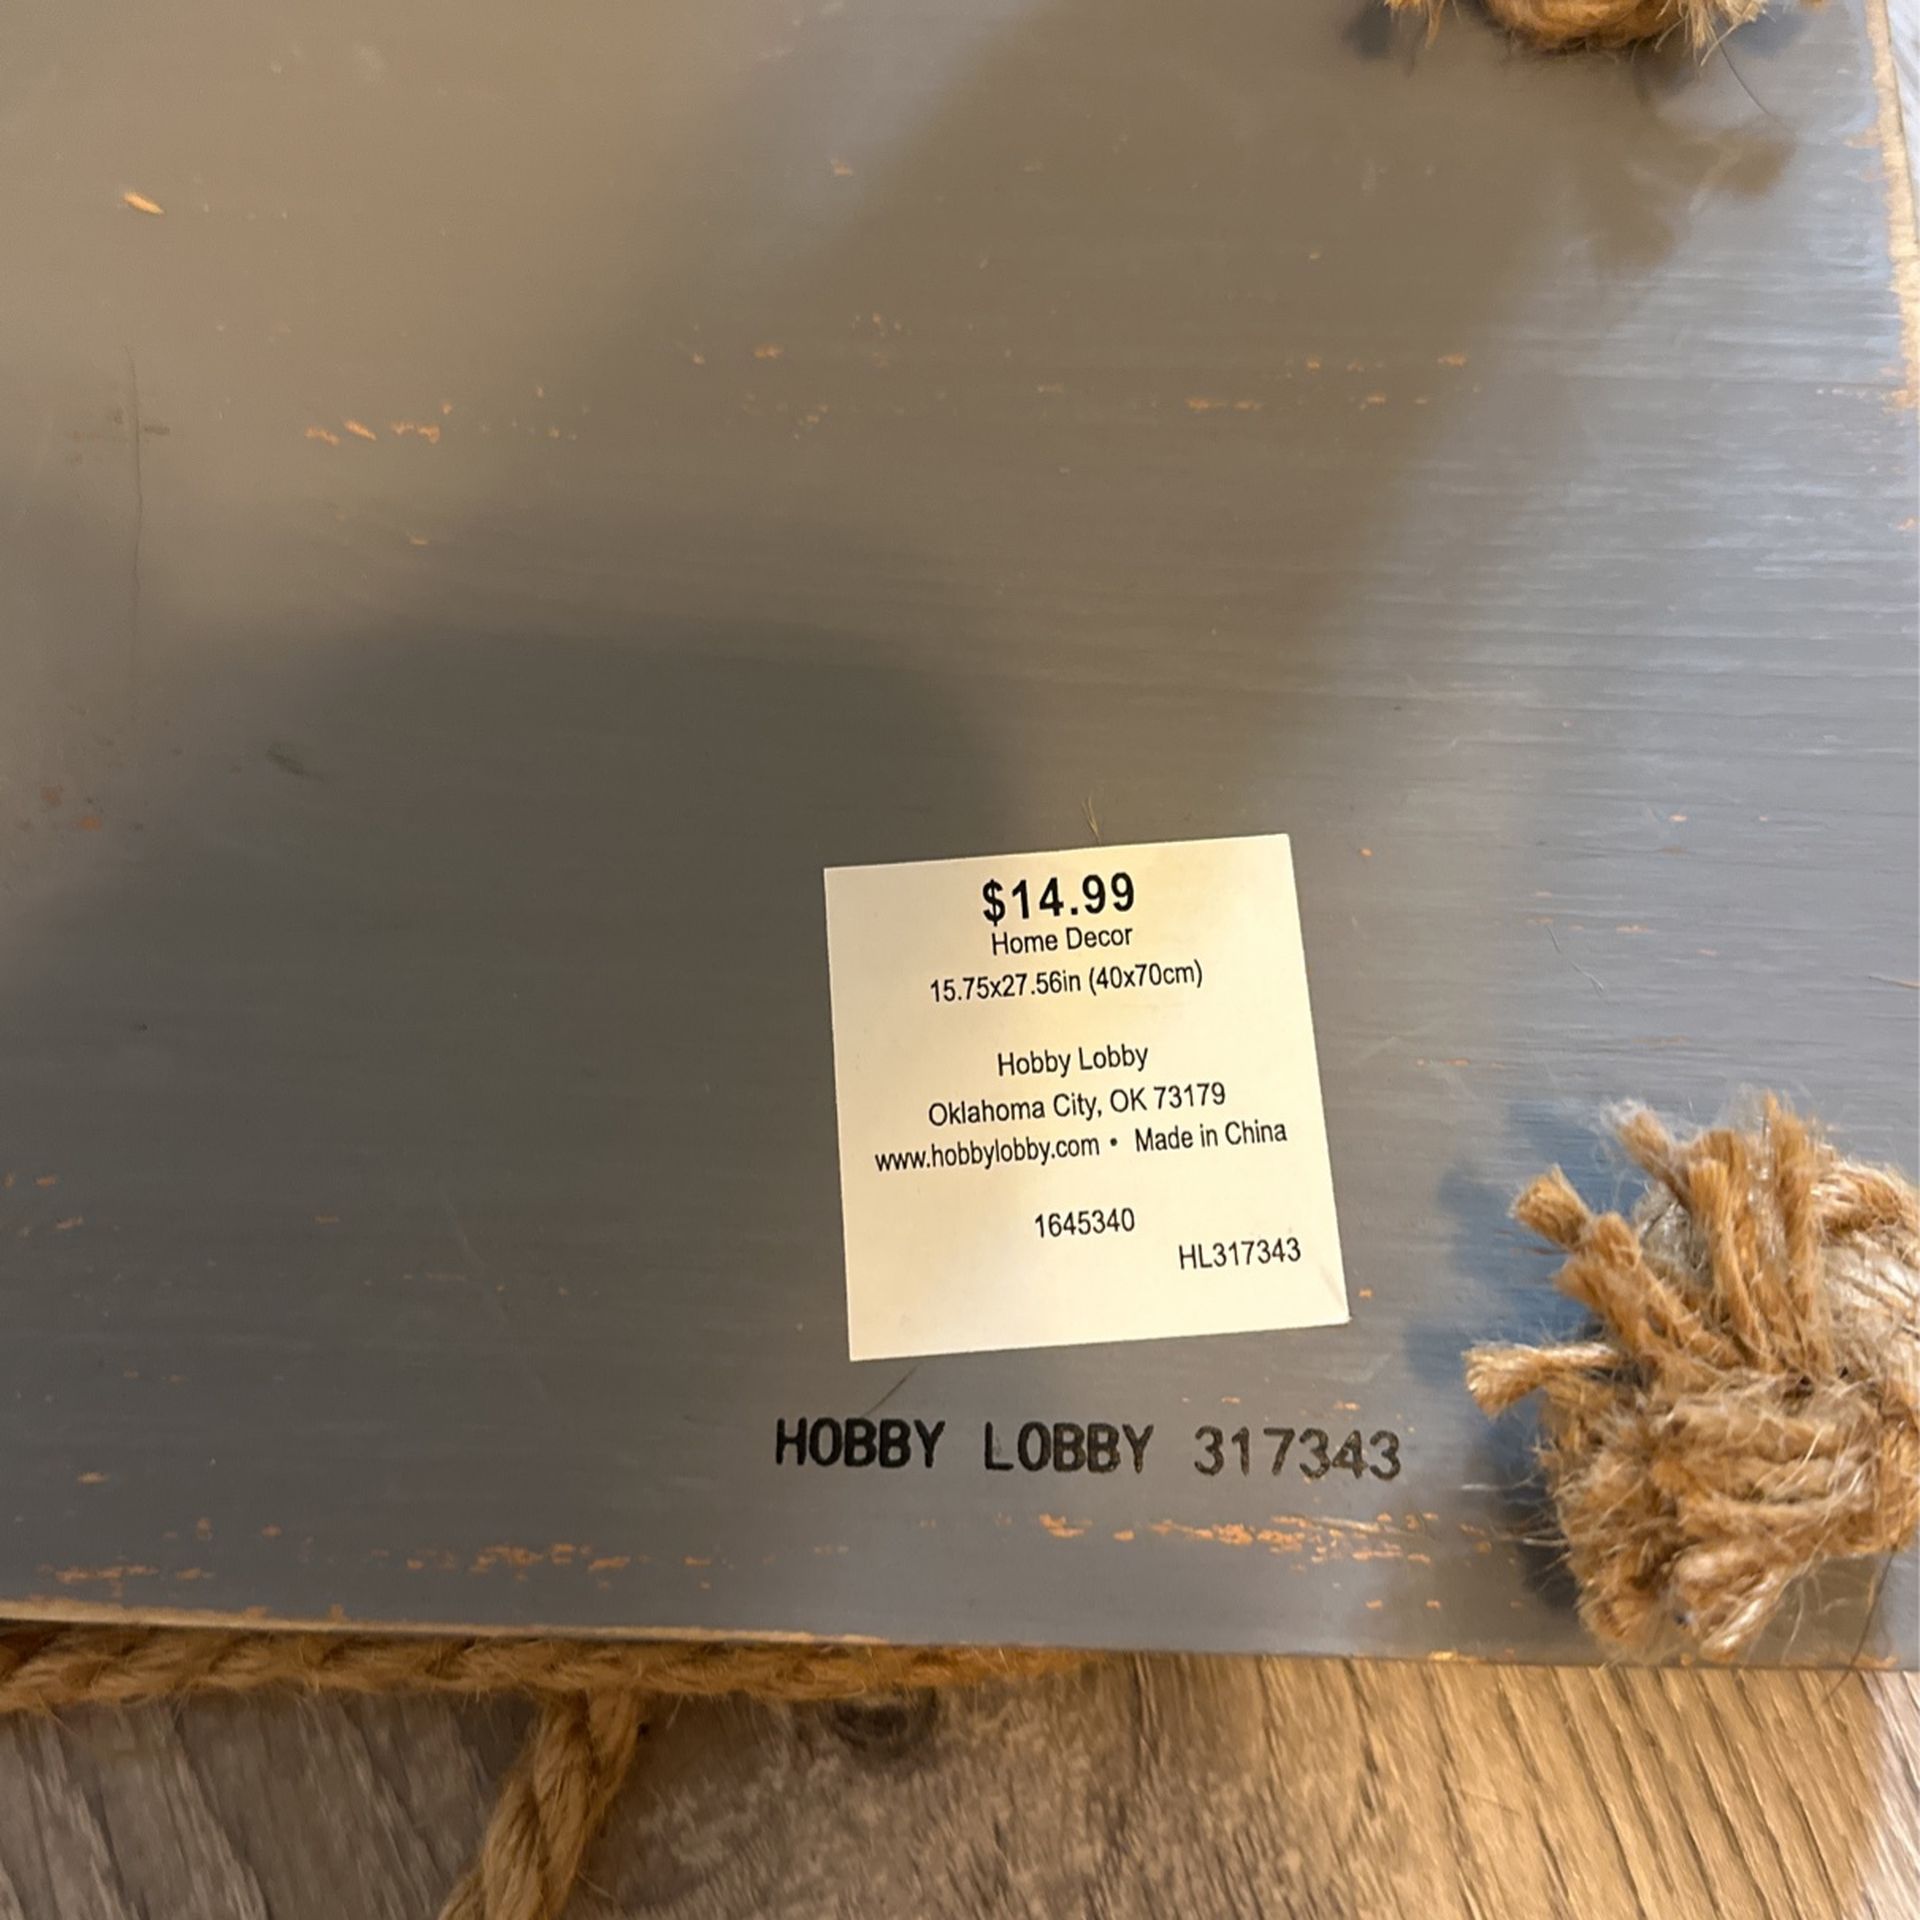 $14.99
Home Decor
15.75x27.56in (40x70cm)
Hobby Lobby
Oklahoma City, OK 73179
www.hobbylobby.com • Made in China
1645340
HL317343
HOBBY LOBBY 317343